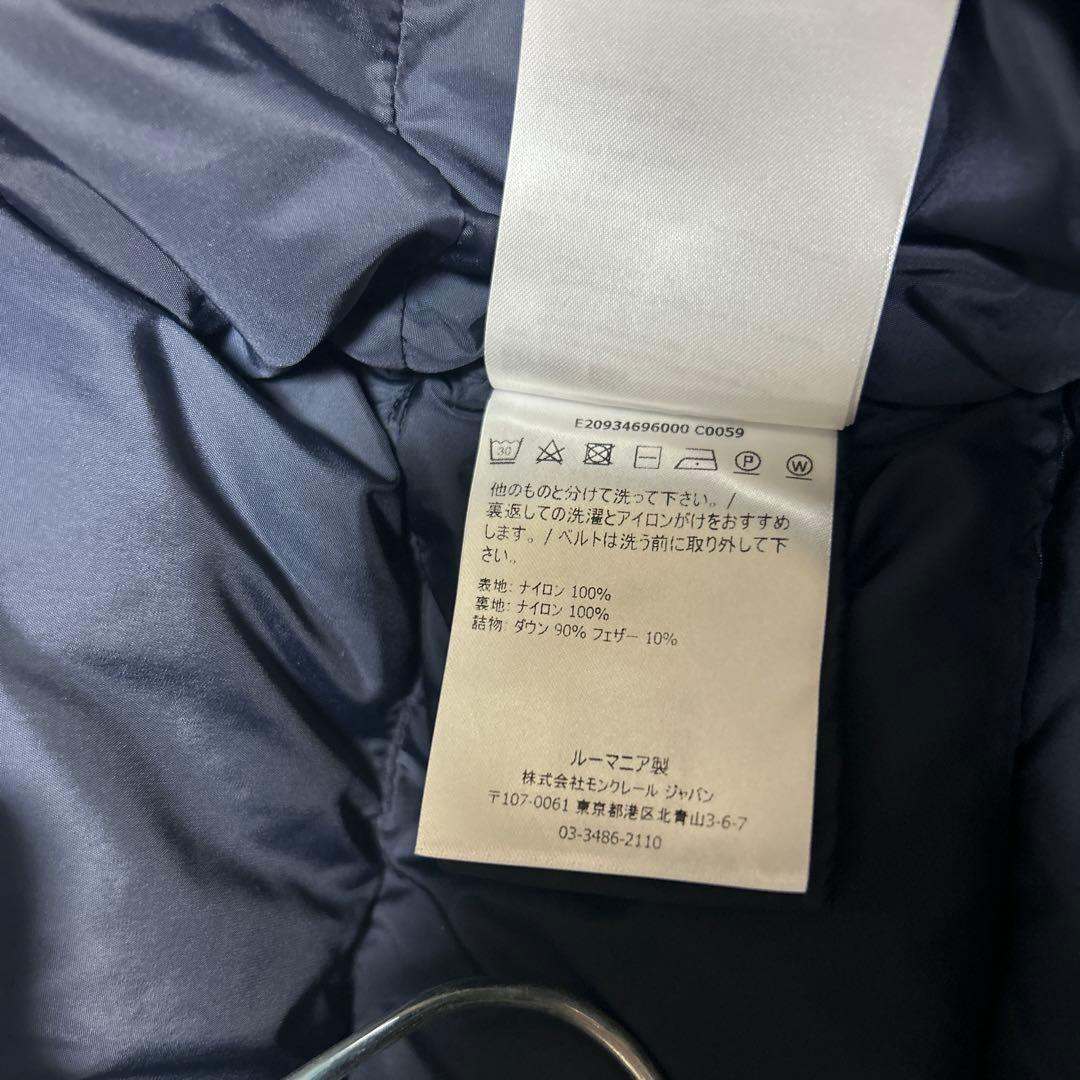 E20934696000 C0059
30 P W
他のものと分けて洗って下さい。/
裏返しての洗濯とアイロンがけをおすすめ
します。/ ベルトは洗う前に取り外して下
さい。
表地: ナイロン 100%
裏地: ナイロン 100%
詰物: ダウン 90% フェザー 10%
ルーマニア製
株式会社モンクレール ジャパン
〒107-0061 東京都港区北青山3-6-7
03-3486-2110